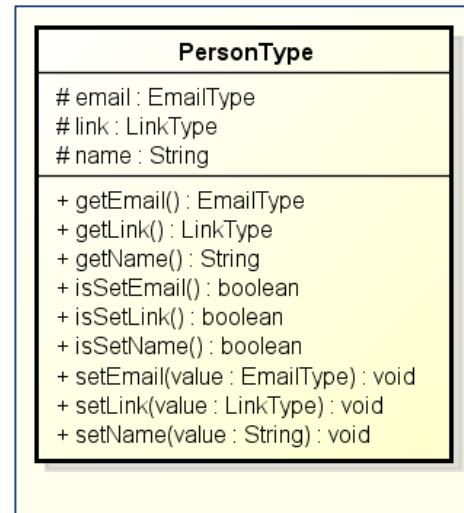 PersonType
# email : EmailType
# link : LinkType
# name : String
+ getEmail() : EmailType
+ getLink() : LinkType
+ getName() : String
+ isSetEmail() : boolean
+ isSetLink() : boolean
+ isSetName() : boolean
+ setEmail(value : EmailType) : void
+ setLink(value : LinkType) : void
+ setName(value : String) : void